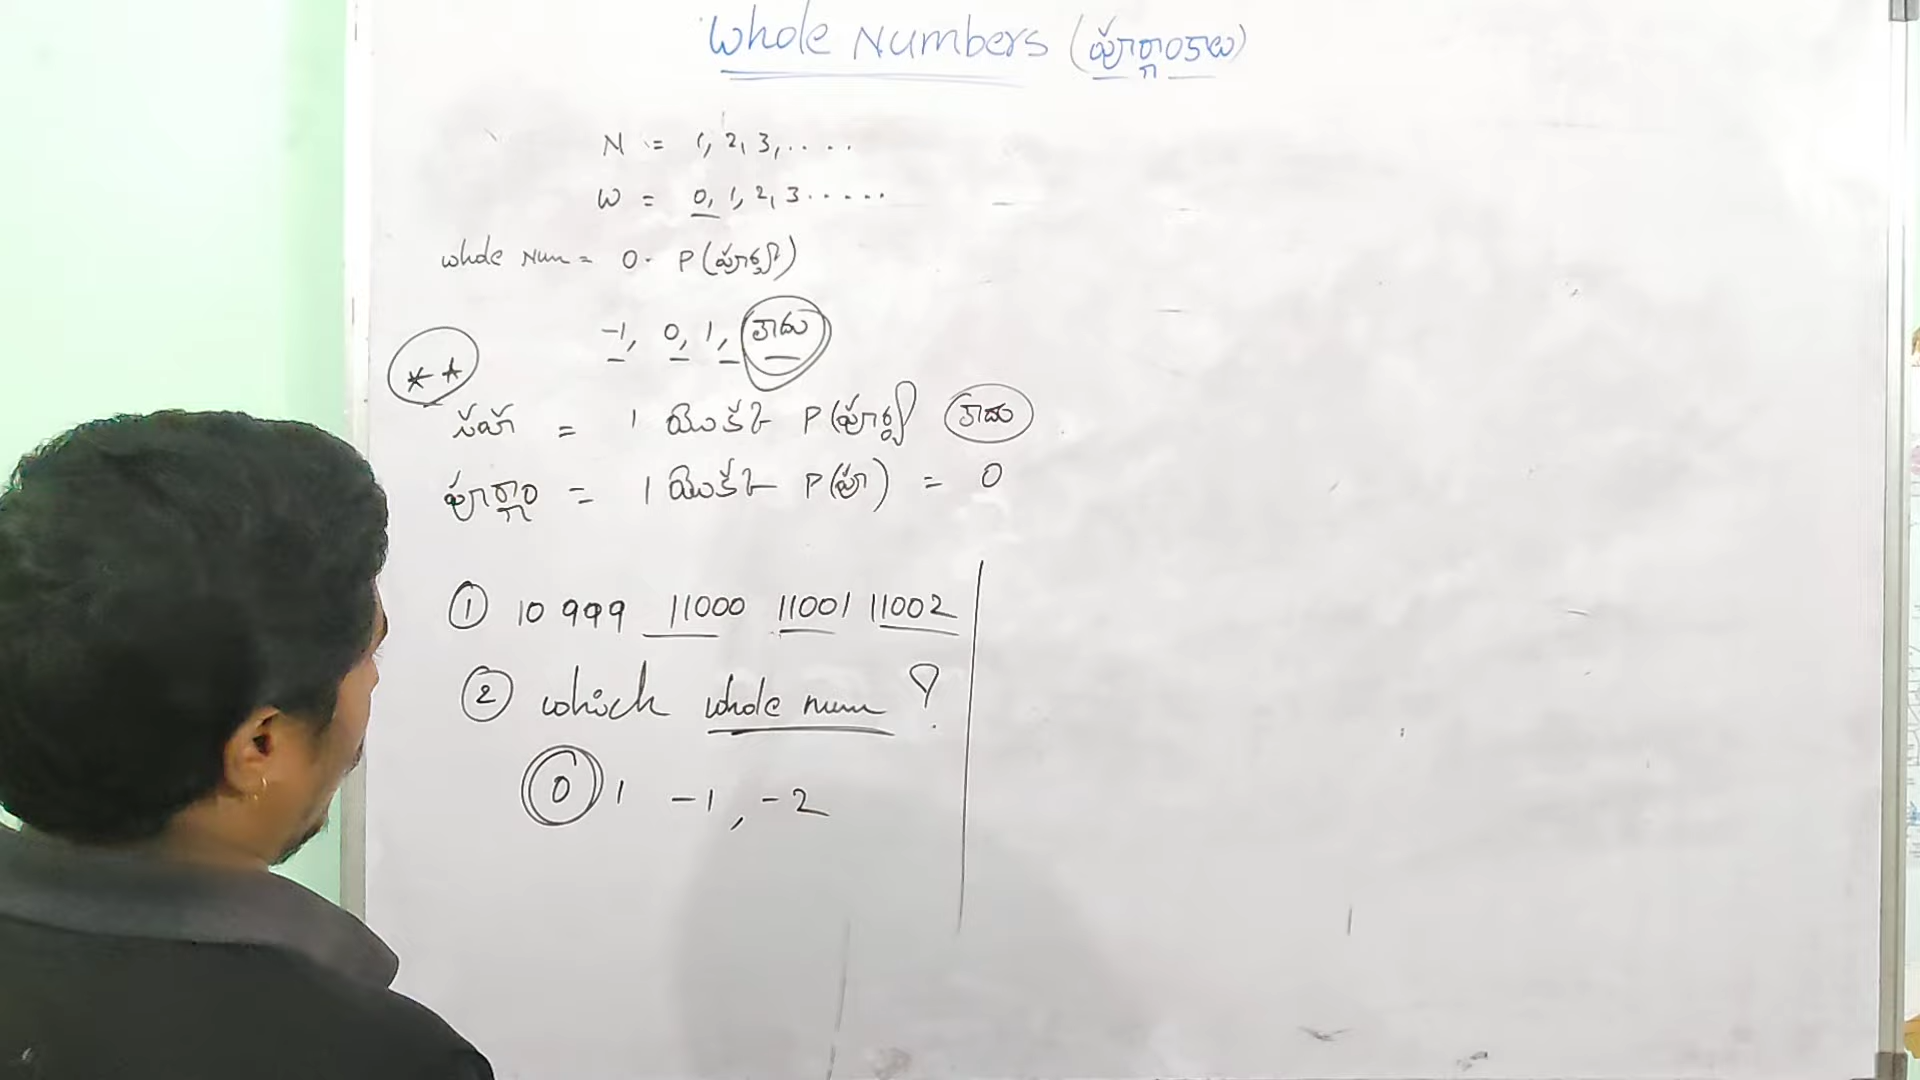 Whole Numbers (పూర్ణాంకాలు)
N = 1, 2, 3, . . . .
W = 0, 1, 2, 3 . . . . .
whole Num = 0. P(పూర్వ)
-1, 0, 1, కాదు
**
సహ = 1 యొక్క P(పూర్వ) కాదు
పూర్ణాం = 1 యొక్క P(పూ) = 0
① 10 999 11000 11001 11002
② which whole num ?
0 1 -1, -2